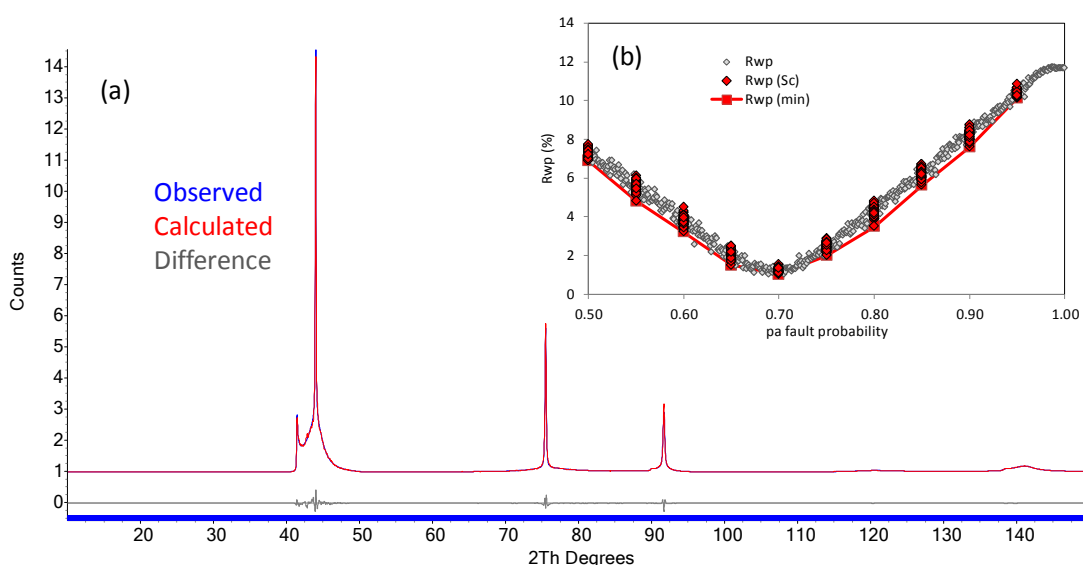 (a)
Observed
Calculated
Difference
Counts
14
13
12
11
10
9
8
7
6
5
4
3
2
1
0
20 30 40 50 60 70 80 90 100 110 120 130 140
2Th Degrees
(b)
Rwp
Rwp (Sc)
Rwp (min)
Rwp (%)
14
12
10
8
6
4
2
0
0.50 0.60 0.70 0.80 0.90 1.00
pa fault probability